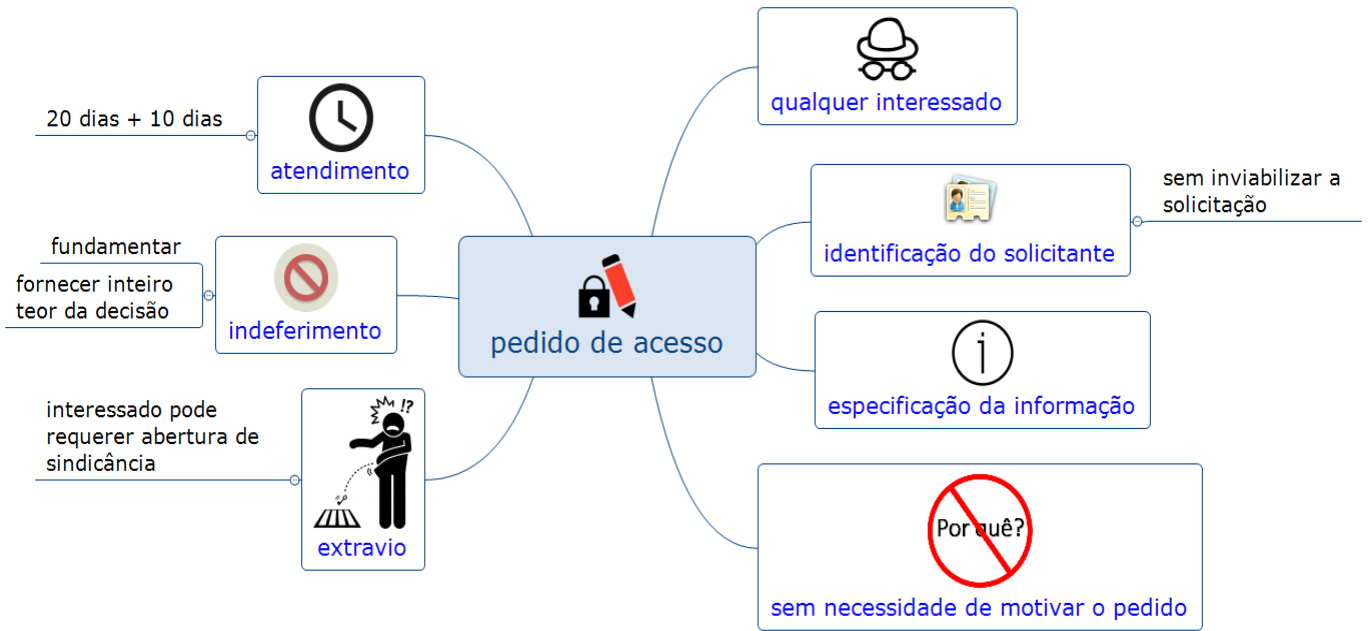 pedido de acesso
qualquer interessado
identificação do solicitante
sem inviabilizar a
solicitação
especificação da informação
Por quê?
sem necessidade de motivar o pedido
atendimento
20 dias + 10 dias
indeferimento
fundamentar
fornecer inteiro
teor da decisão
!?
extravio
interessado pode
requerer abertura de
sindicância